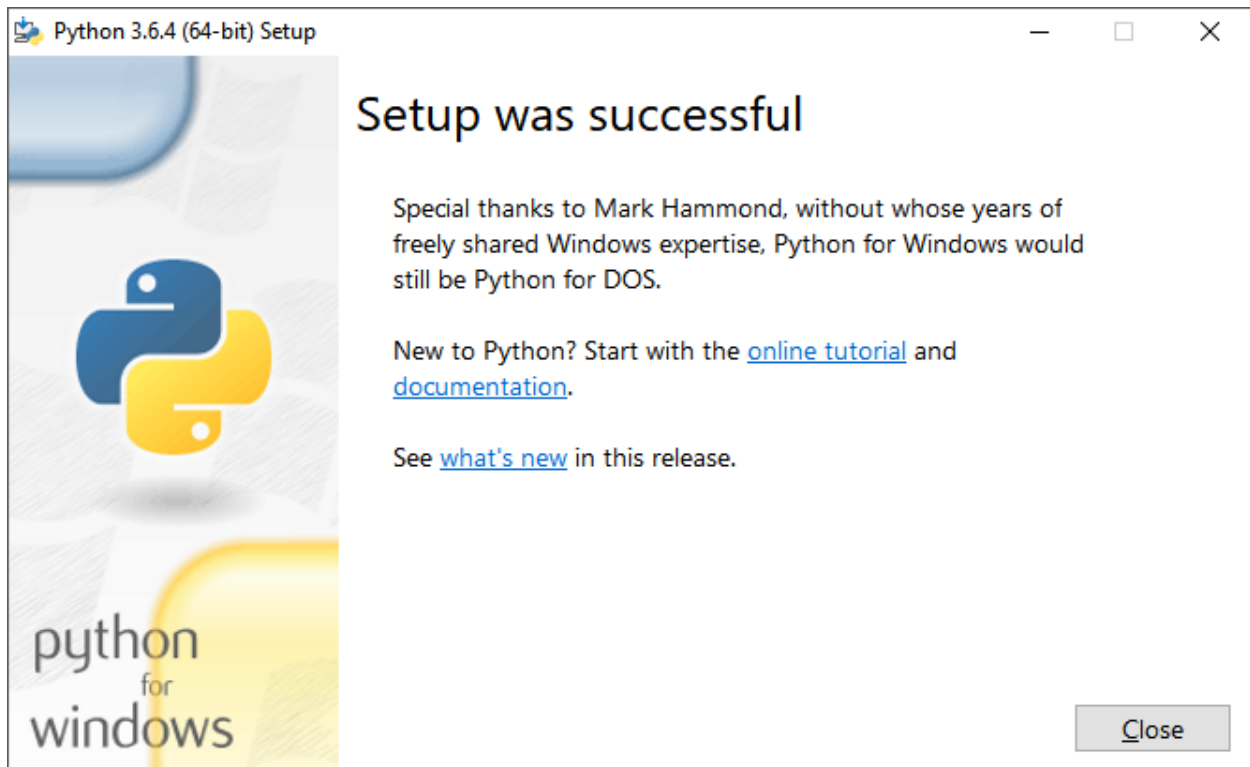 Python 3.6.4 (64-bit) Setup
Setup was successful
Special thanks to Mark Hammond, without whose years of
freely shared Windows expertise, Python for Windows would
still be Python for DOS.
New to Python? Start with the online tutorial and
documentation.
See what's new in this release.
python
for
windows
Close